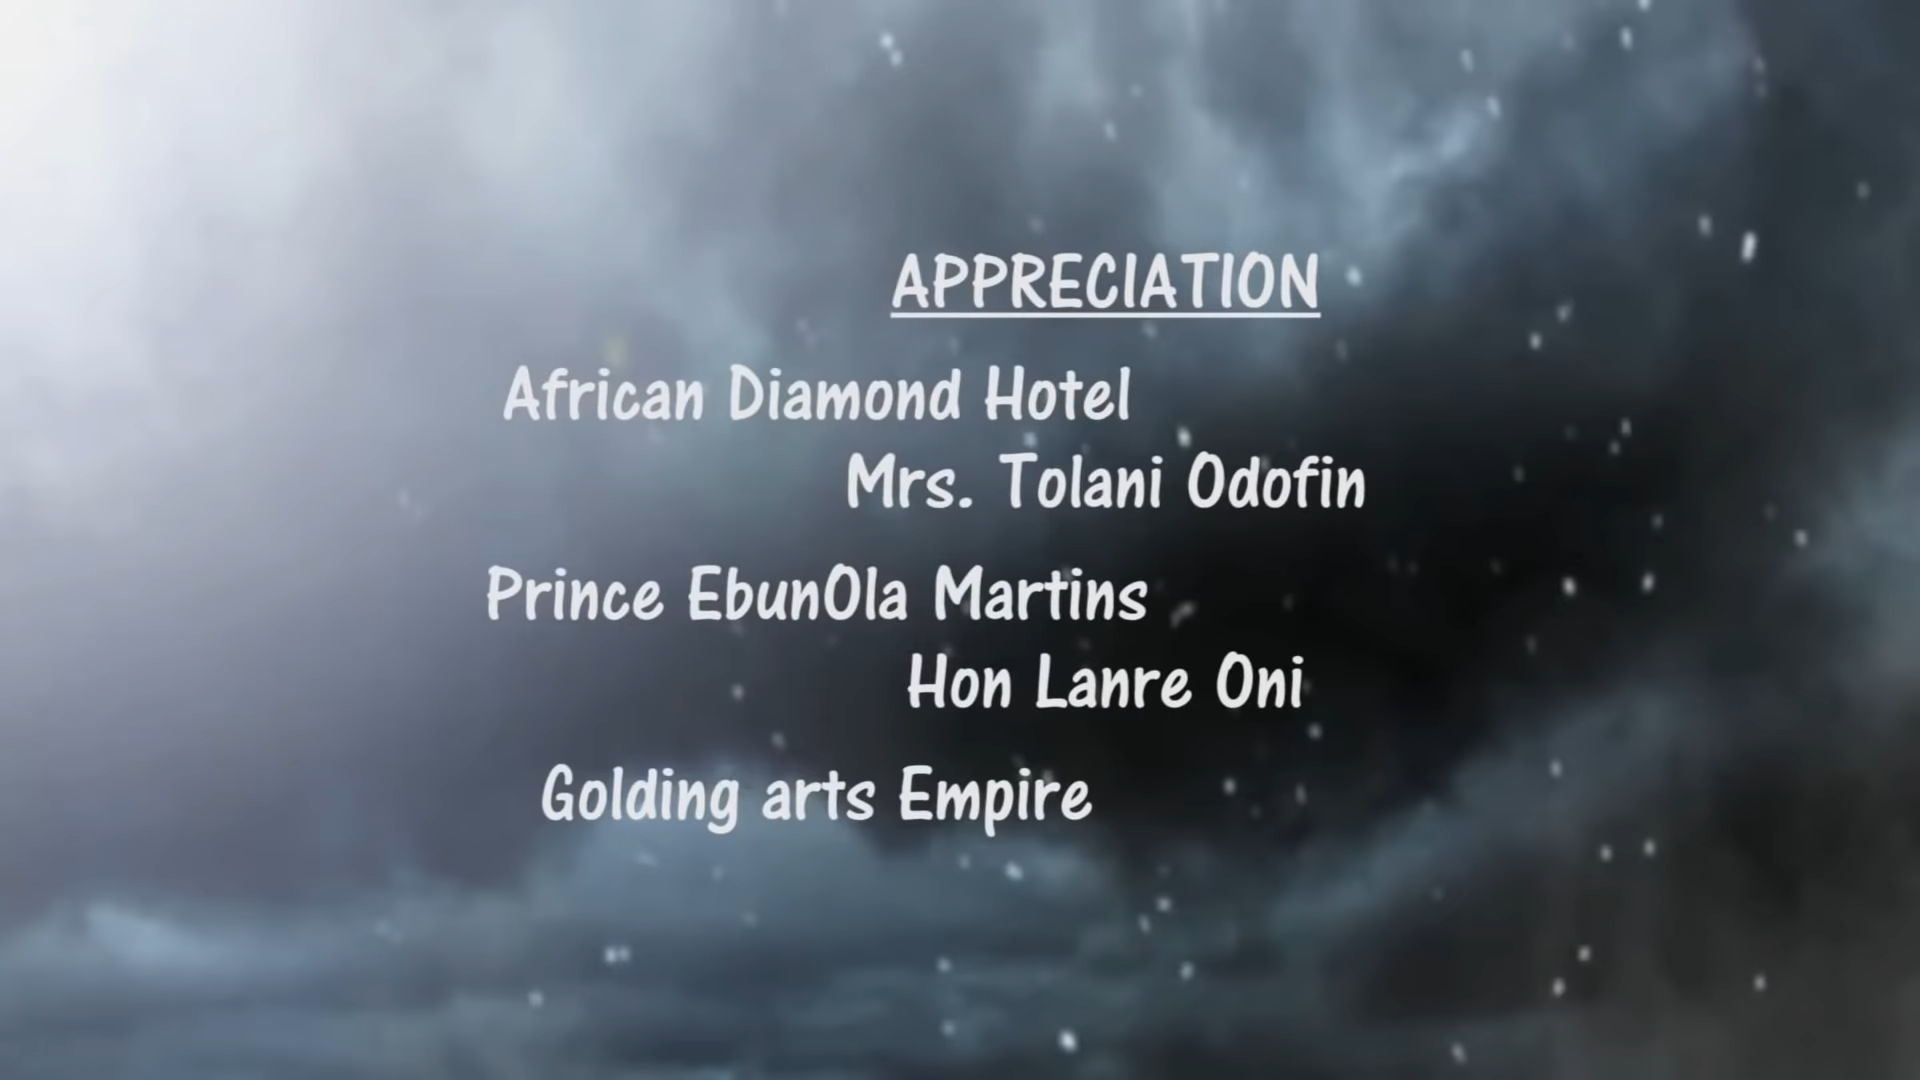 APPRECIATION
African Diamond Hotel
Mrs. Tolani Odofin
Prince EbunOla Martins
Hon Lanre Oni
Golding arts Empire